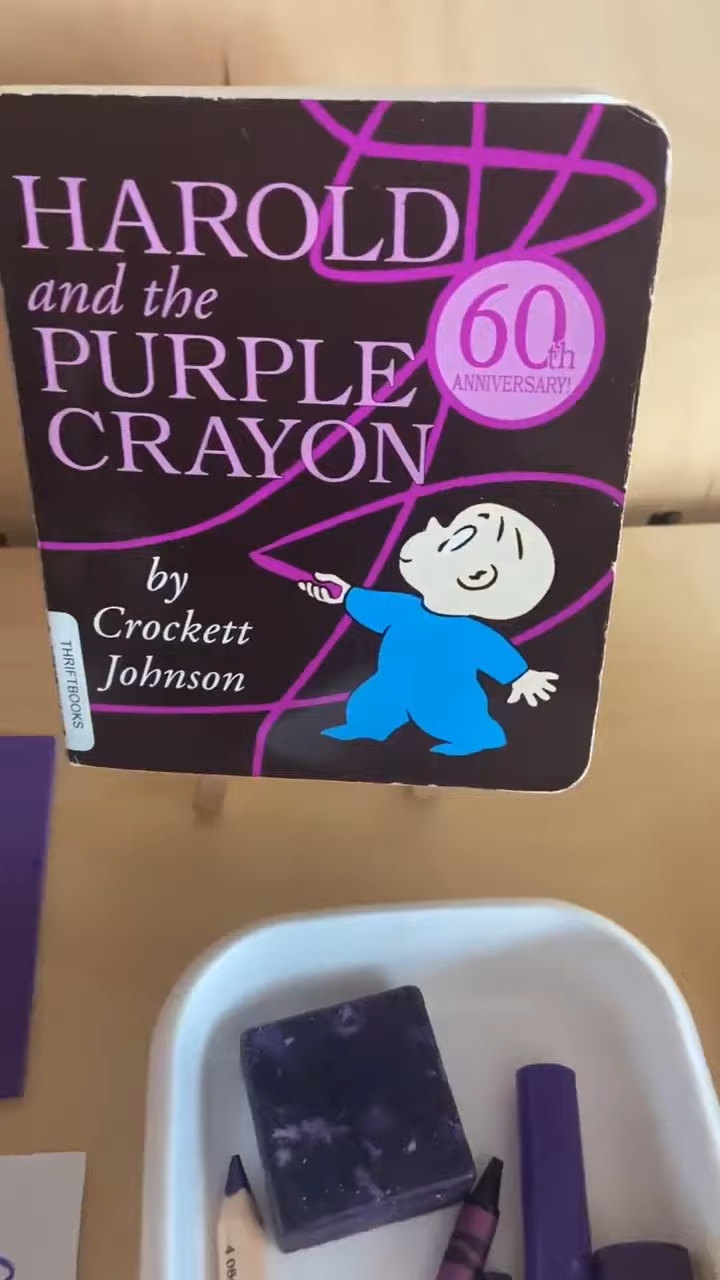 HAROLD
and the
PURPLE
CRAYON
60th
ANNIVERSARY!
by
Crockett
Johnson
THRIFTBOOKS